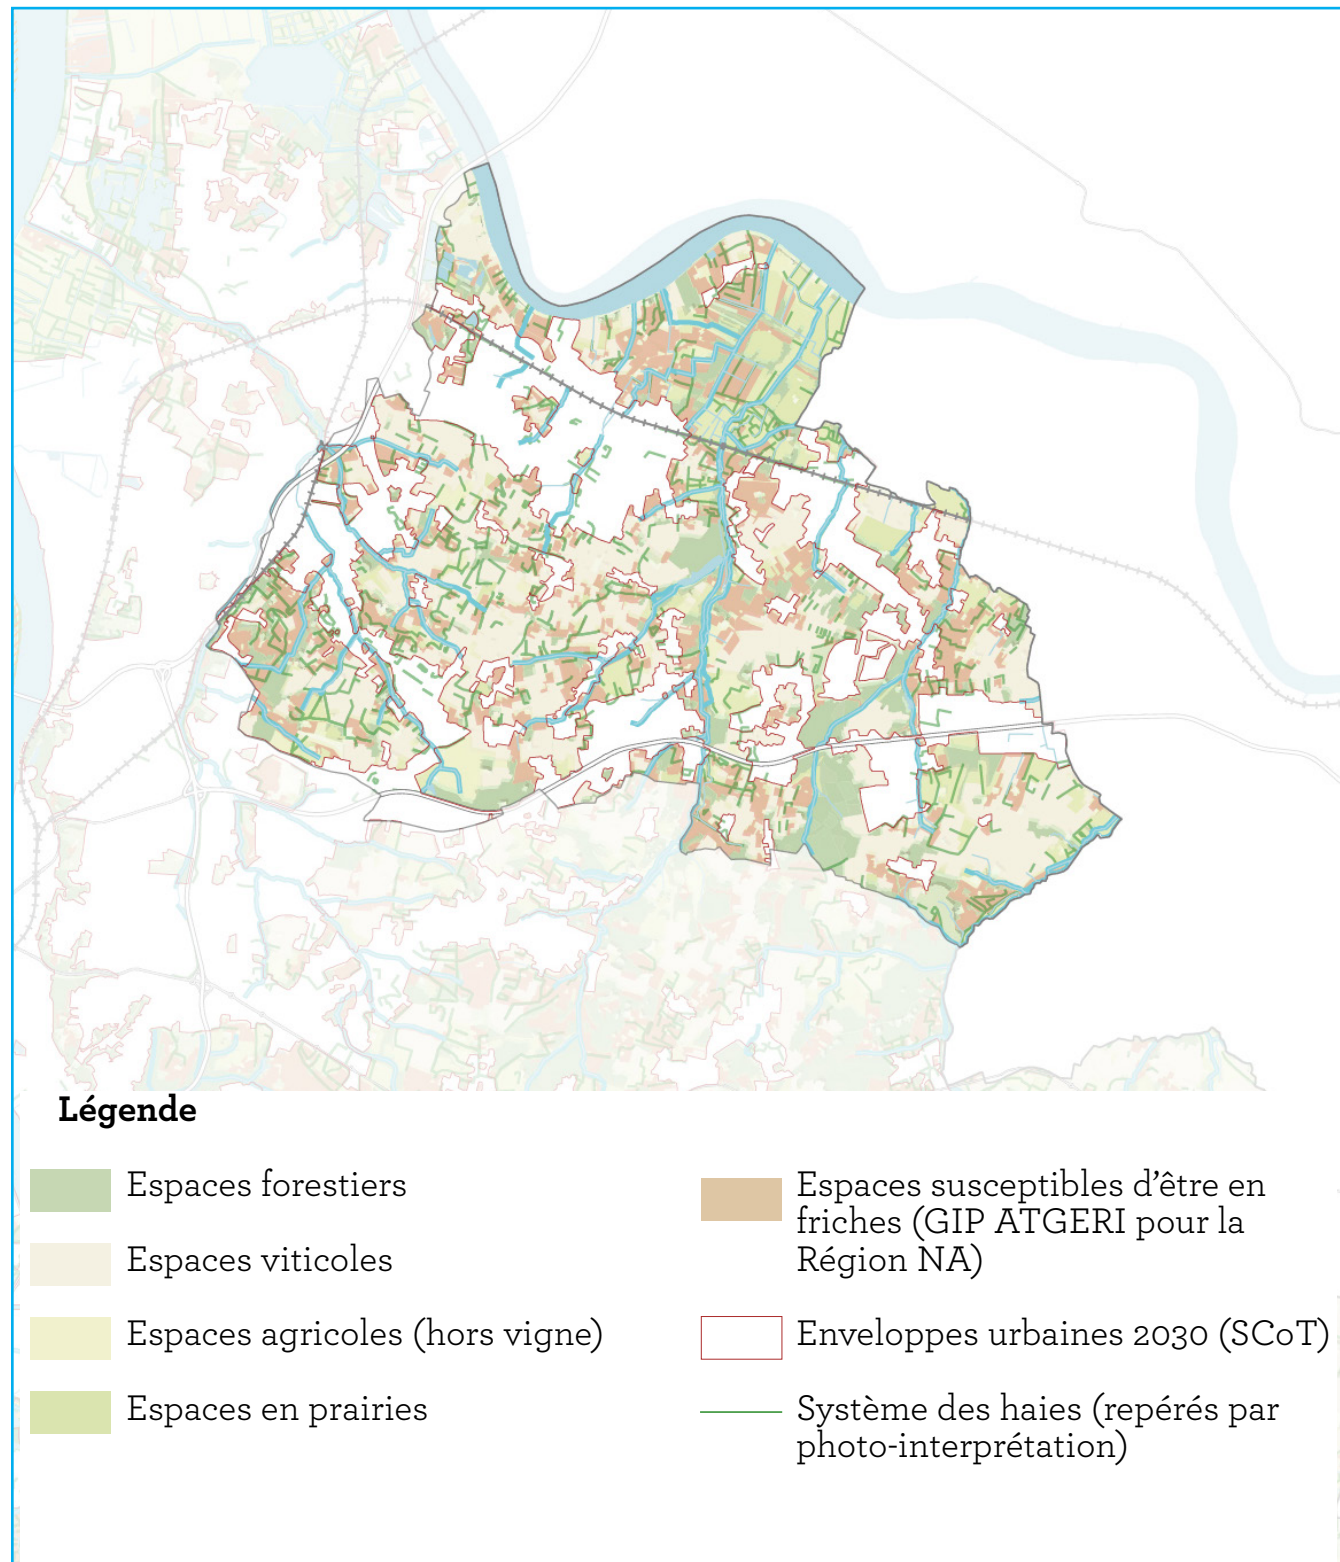 Légende
Espaces forestiers
Espaces viticoles
Espaces agricoles (hors vigne)
Espaces en prairies
Espaces susceptibles d'être en
friches (GIP ATGERI pour la
Région NA)
Enveloppes urbaines 2030 (SCoT)
Système des haies (repérés par
photo-interprétation)